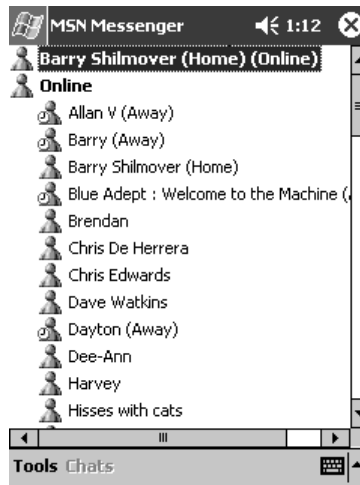 MSN Messenger 1:12
Barry Shilmover (Home) (Online)
Online
Allan V (Away)
Barry (Away)
Barry Shilmover (Home)
Blue Adept : Welcome to the Machine (
Brendan
Chris De Herrera
Chris Edwards
Dave Watkins
Dayton (Away)
Dee-Ann
Harvey
Hisses with cats
Tools Chats